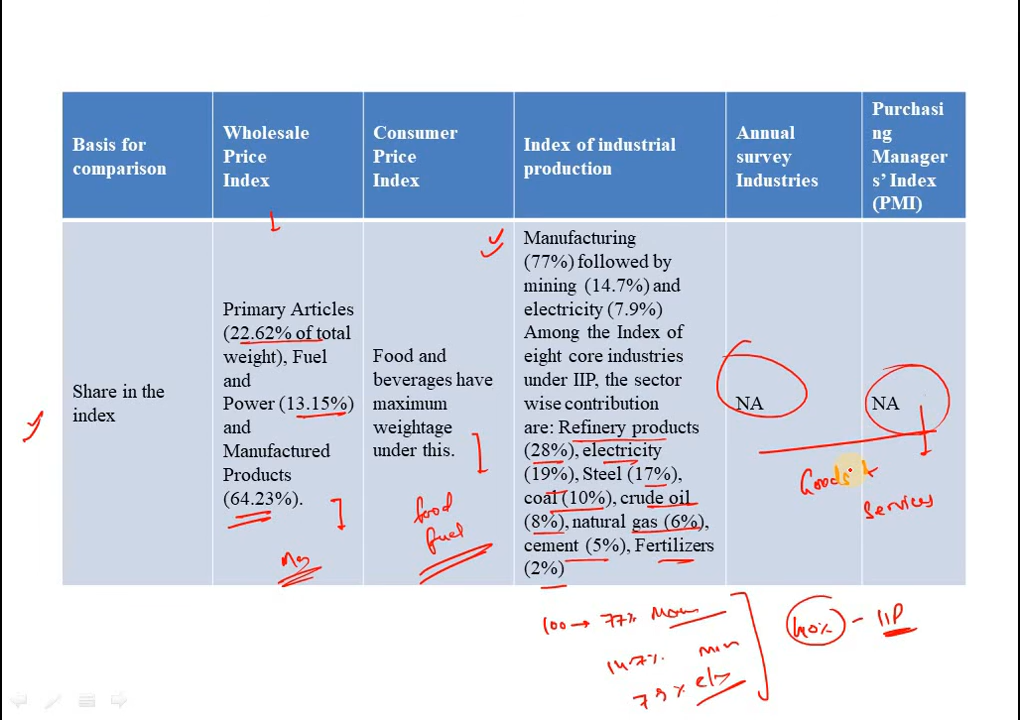 Basis for
comparison
Wholesale
Price
Index
Consumer
Price
Index
Index of industrial
production
Annual
survey
Industries
Purchasi
ng
Manager
s' Index
(PMI)
Share in the
index
Primary Articles
(22.62% of total
weight), Fuel
and
Power (13.15%)
and
Manufactured
Products
(64.23%).
Food and
beverages have
maximum
weightage
under this.
Manufacturing
(77%) followed by
mining (14.7%) and
electricity (7.9%)
Among the Index of
eight core industries
under IIP, the sector
wise contribution
are: Refinery products
(28%), electricity
(19%), Steel (17%),
coal (10%), crude oil
(8%), natural gas (6%),
cement (5%), Fertilizers
(2%)
NA
NA
food
fuel
Goods &
Services
100 → 77%
14.7% min
7.9% ely
40% - IIP